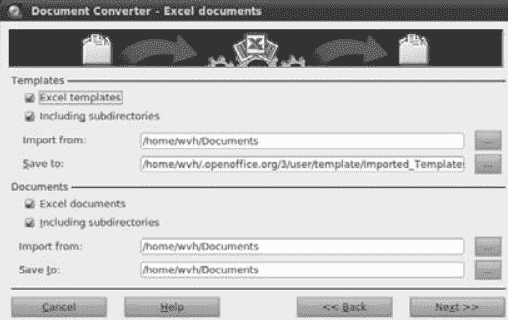 Document Converter - Excel documents
Templates
Excel templates
Including subdirectories
Import from: /home/wvh/Documents ...
Save to: /home/wvh/.openoffice.org/3/user/template/imported_Templates ...
Documents
Excel documents
Including subdirectories
Import from: /home/wvh/Documents ...
Save to: /home/wvh/Documents ...
Cancel Help << Back Next >>